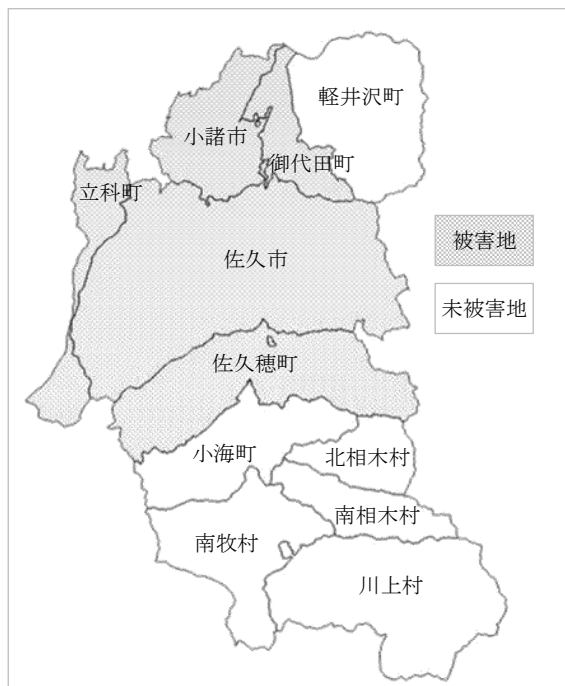 軽井沢町
小諸市
御代田町
立科町
佐久市
被害地
未被害地
佐久穂町
小海町
北相木村
南相木村
南牧村
川上村